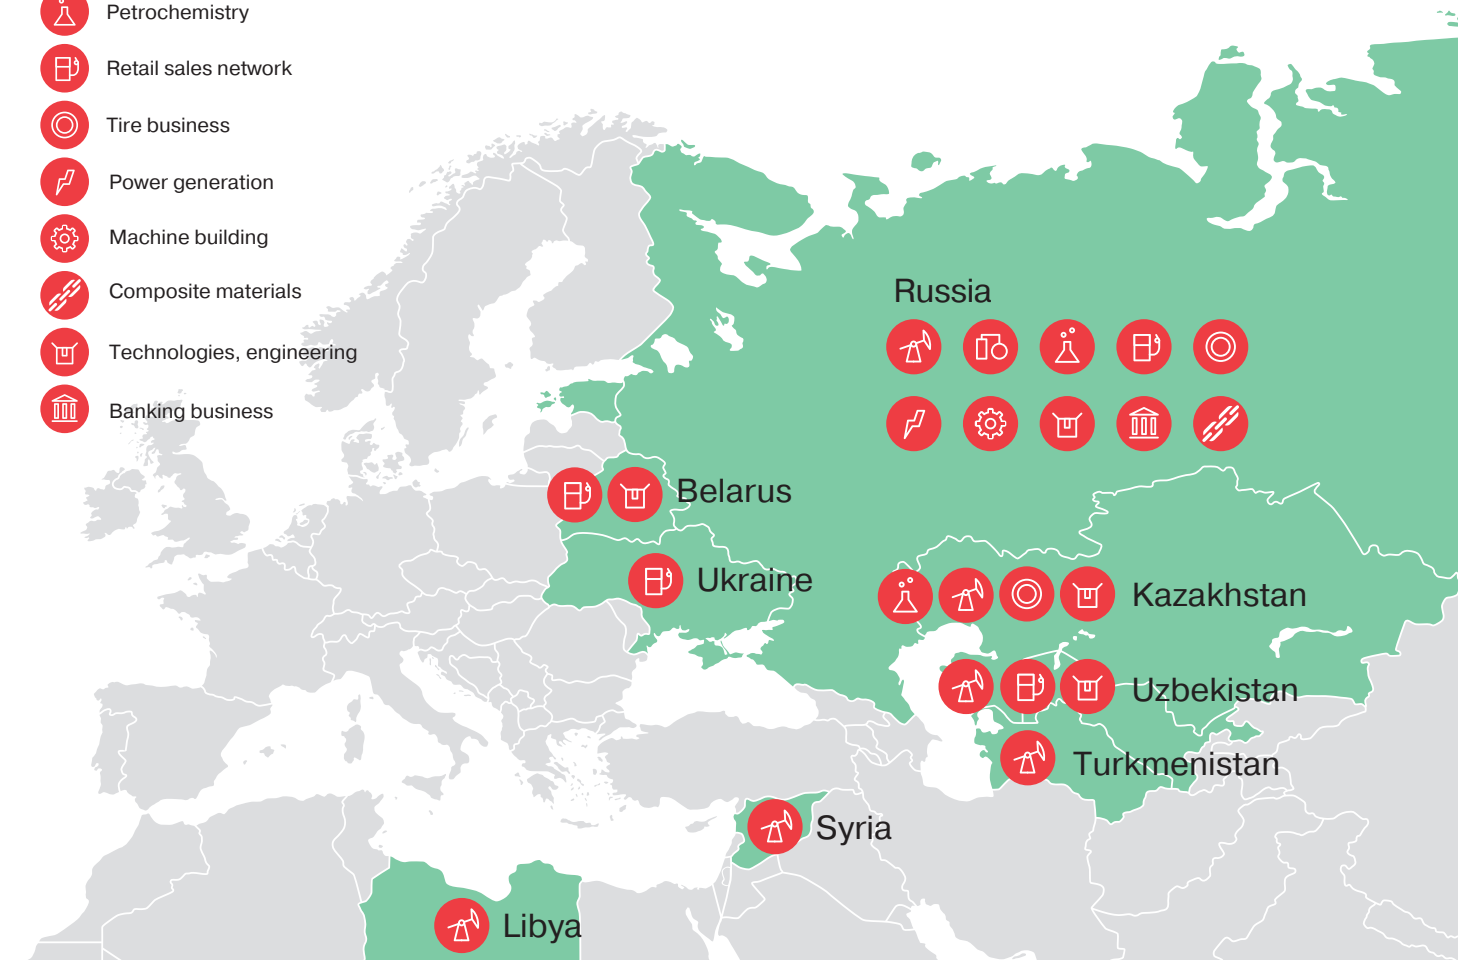 Petrochemistry
Retail sales network
Tire business
Power generation
Machine building
Composite materials
Technologies, engineering
Banking business
Russia
Belarus
Ukraine
Kazakhstan
Uzbekistan
Turkmenistan
Syria
Libya